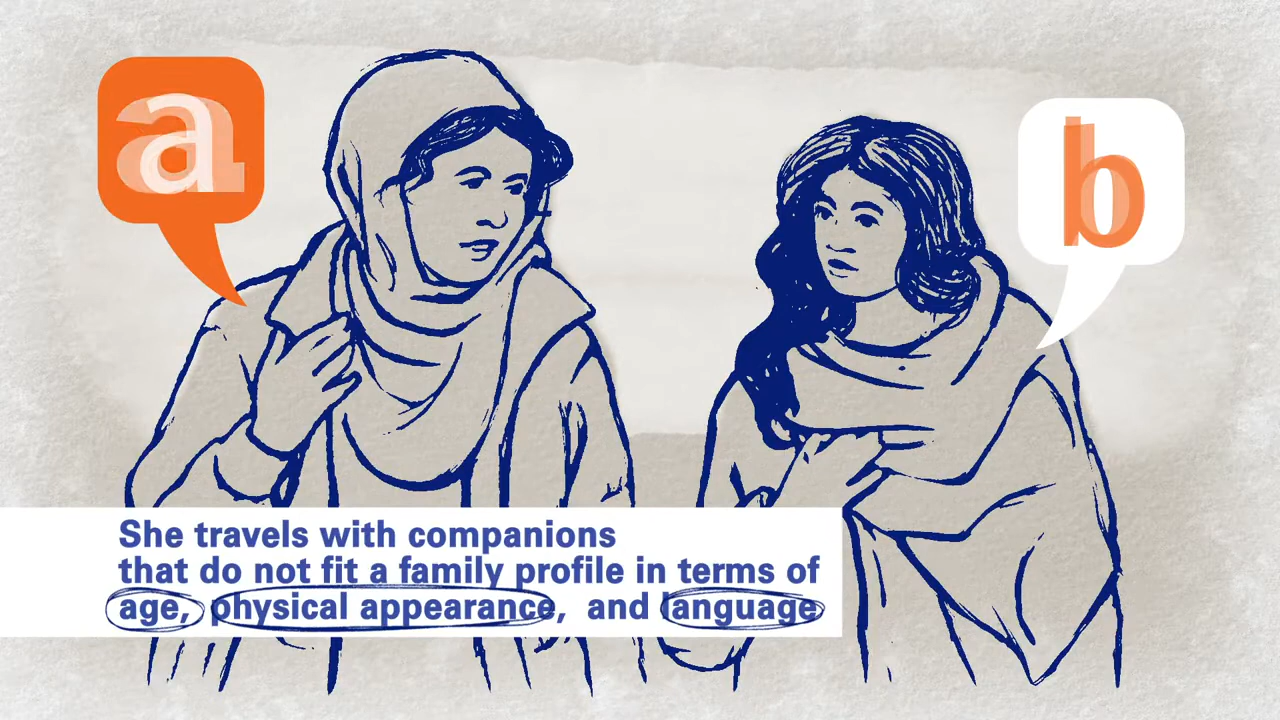 a
b
She travels with companions
that do not fit a family profile in terms of
age, physical appearance, and language